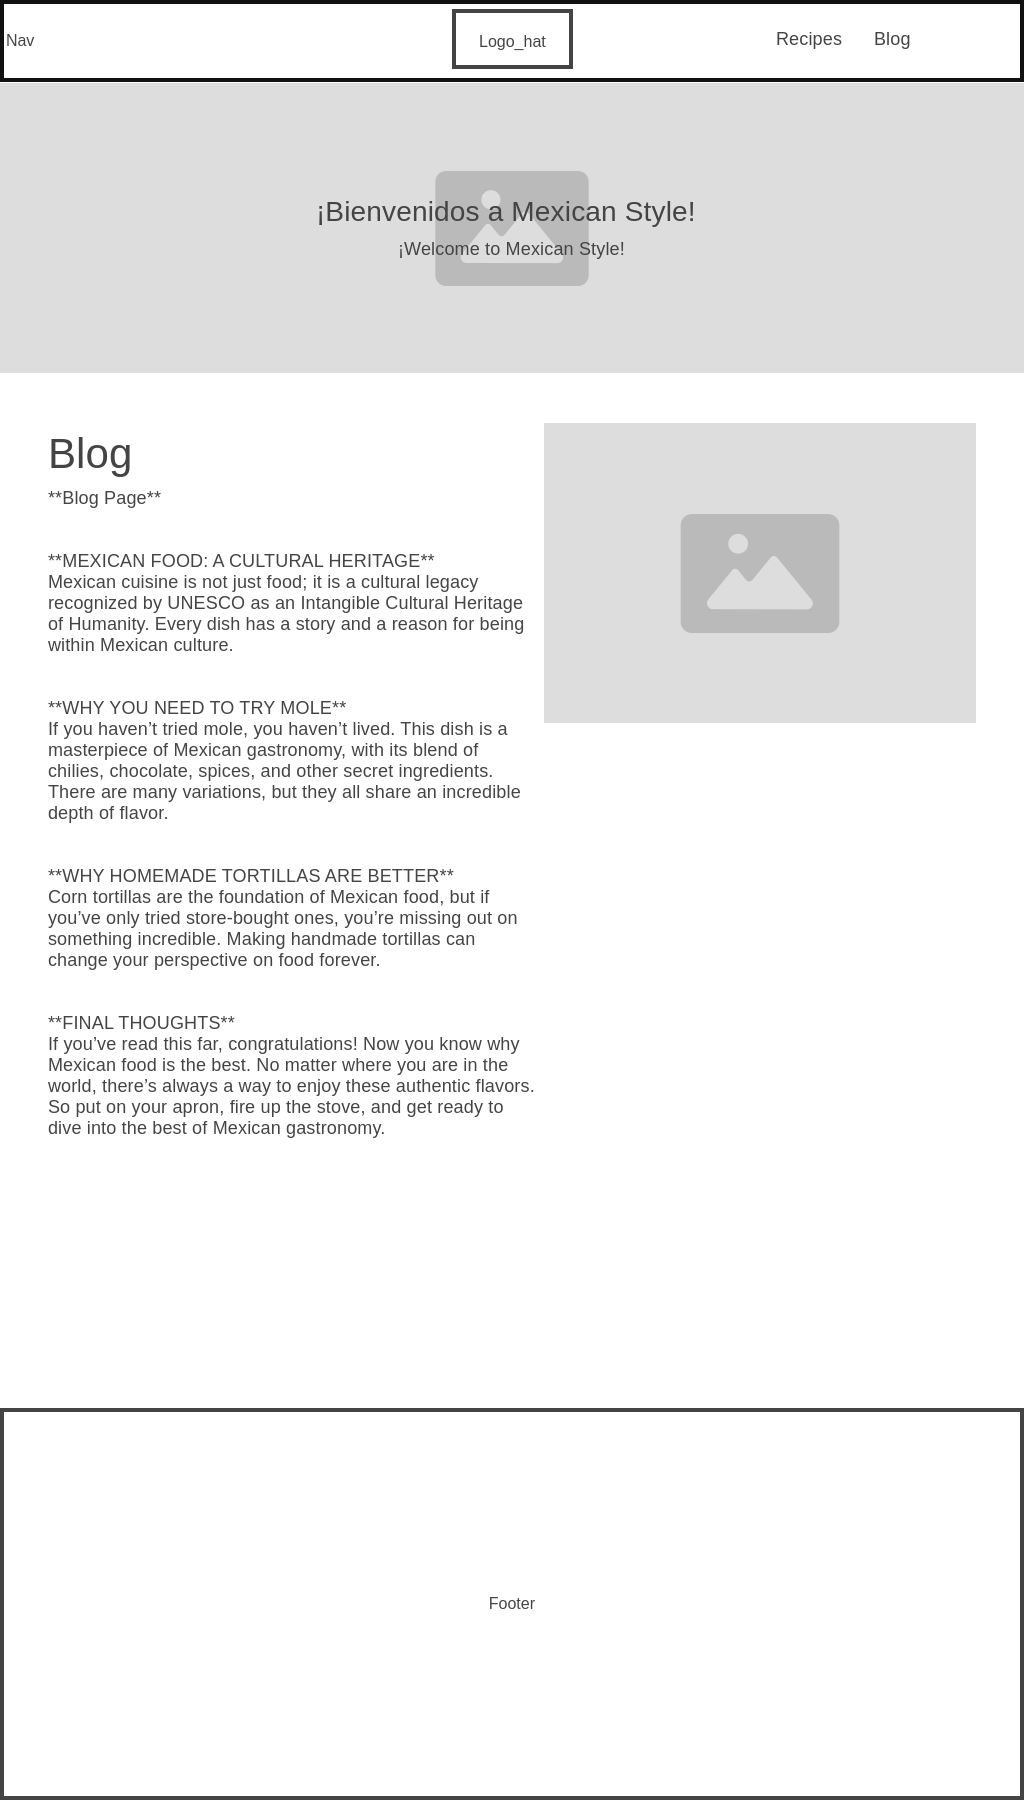 Nav
Logo_hat
Recipes
Blog
¡Bienvenidos a Mexican Style!
¡Welcome to Mexican Style!
Blog
**Blog Page**
**MEXICAN FOOD: A CULTURAL HERITAGE**
Mexican cuisine is not just food; it is a cultural legacy
recognized by UNESCO as an Intangible Cultural Heritage
of Humanity. Every dish has a story and a reason for being
within Mexican culture.
**WHY YOU NEED TO TRY MOLE**
If you haven’t tried mole, you haven’t lived. This dish is a
masterpiece of Mexican gastronomy, with its blend of
chilies, chocolate, spices, and other secret ingredients.
There are many variations, but they all share an incredible
depth of flavor.
**WHY HOMEMADE TORTILLAS ARE BETTER**
Corn tortillas are the foundation of Mexican food, but if
you’ve only tried store-bought ones, you’re missing out on
something incredible. Making handmade tortillas can
change your perspective on food forever.
**FINAL THOUGHTS**
If you’ve read this far, congratulations! Now you know why
Mexican food is the best. No matter where you are in the
world, there’s always a way to enjoy these authentic flavors.
So put on your apron, fire up the stove, and get ready to
dive into the best of Mexican gastronomy.
Footer